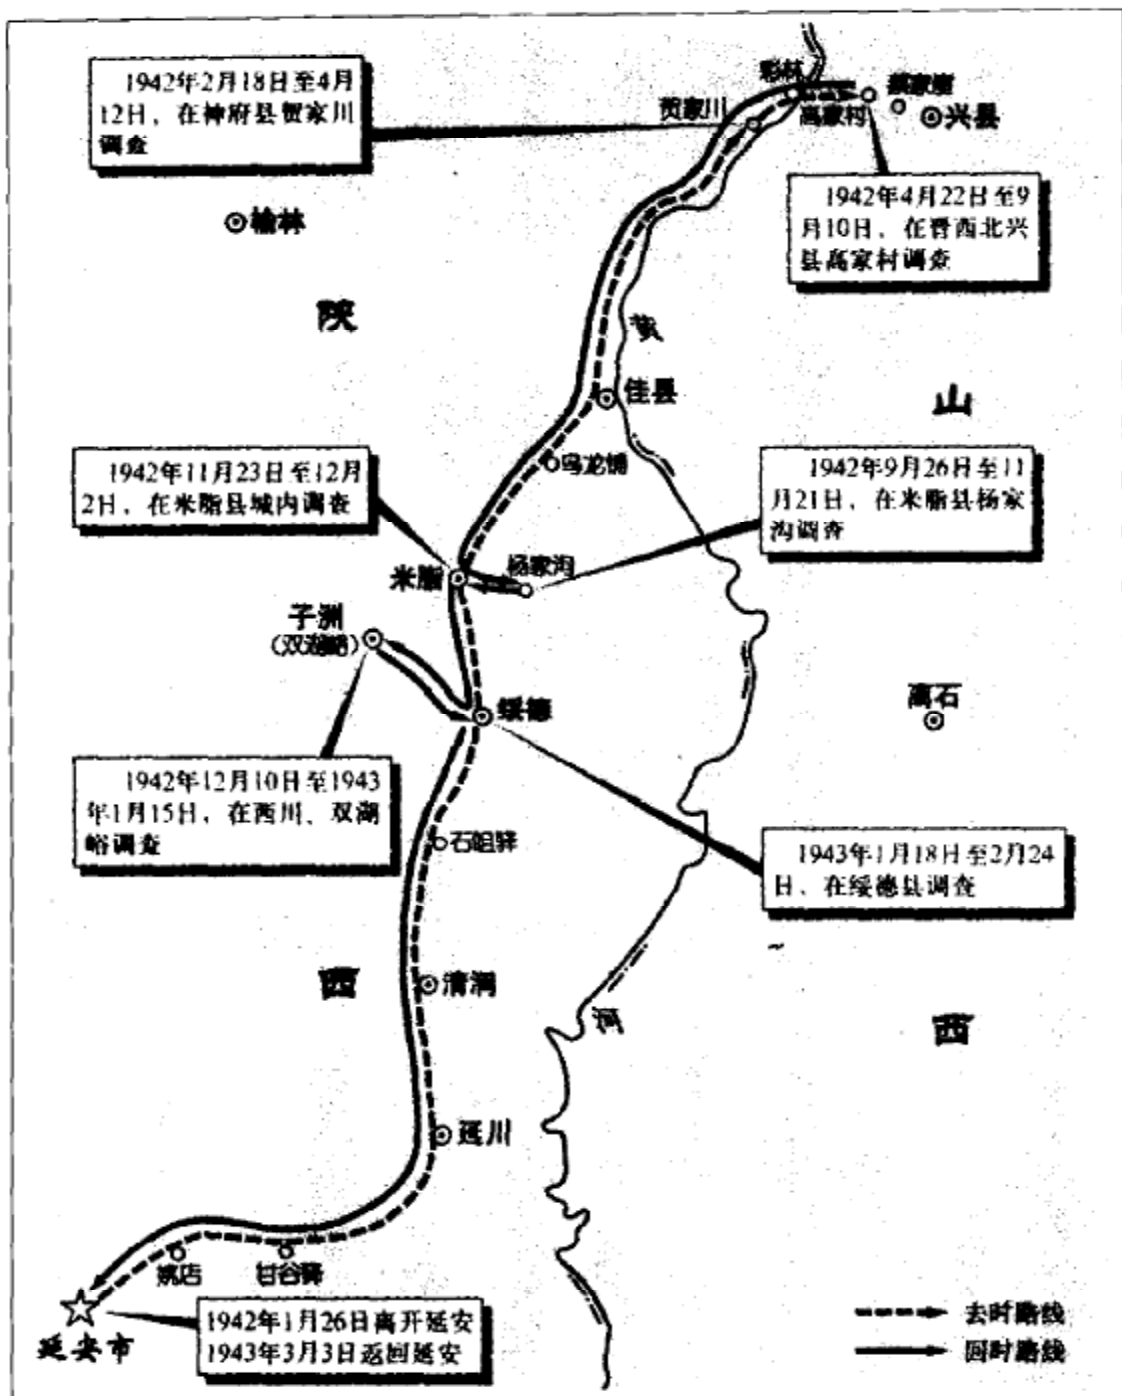 彩林
蔡家崖
贺家川
高家村
兴县
1942年2月18日至4月
12日，在神府县贺家川
调查
1942年4月22日至9
月10日，在晋西北兴
县高家村调查
榆林
陕
黄
佳县
山
乌龙铺
1942年11月23日至12月
2日，在米脂县城内调查
1942年9月26日至11
月21日，在米脂县杨家
沟调查
杨家沟
米脂
子洲
（双湖峪）
离石
绥德
1942年12月10日至1943
年1月15日，在西川、双湖
峪调查
石咀驿
1943年1月18日至2月24
日，在绥德县调查
西
清涧
河
西
延川
姚店
甘谷驿
延安市
1942年1月26日离开延安
1943年3月3日返回延安
去时路线
回时路线